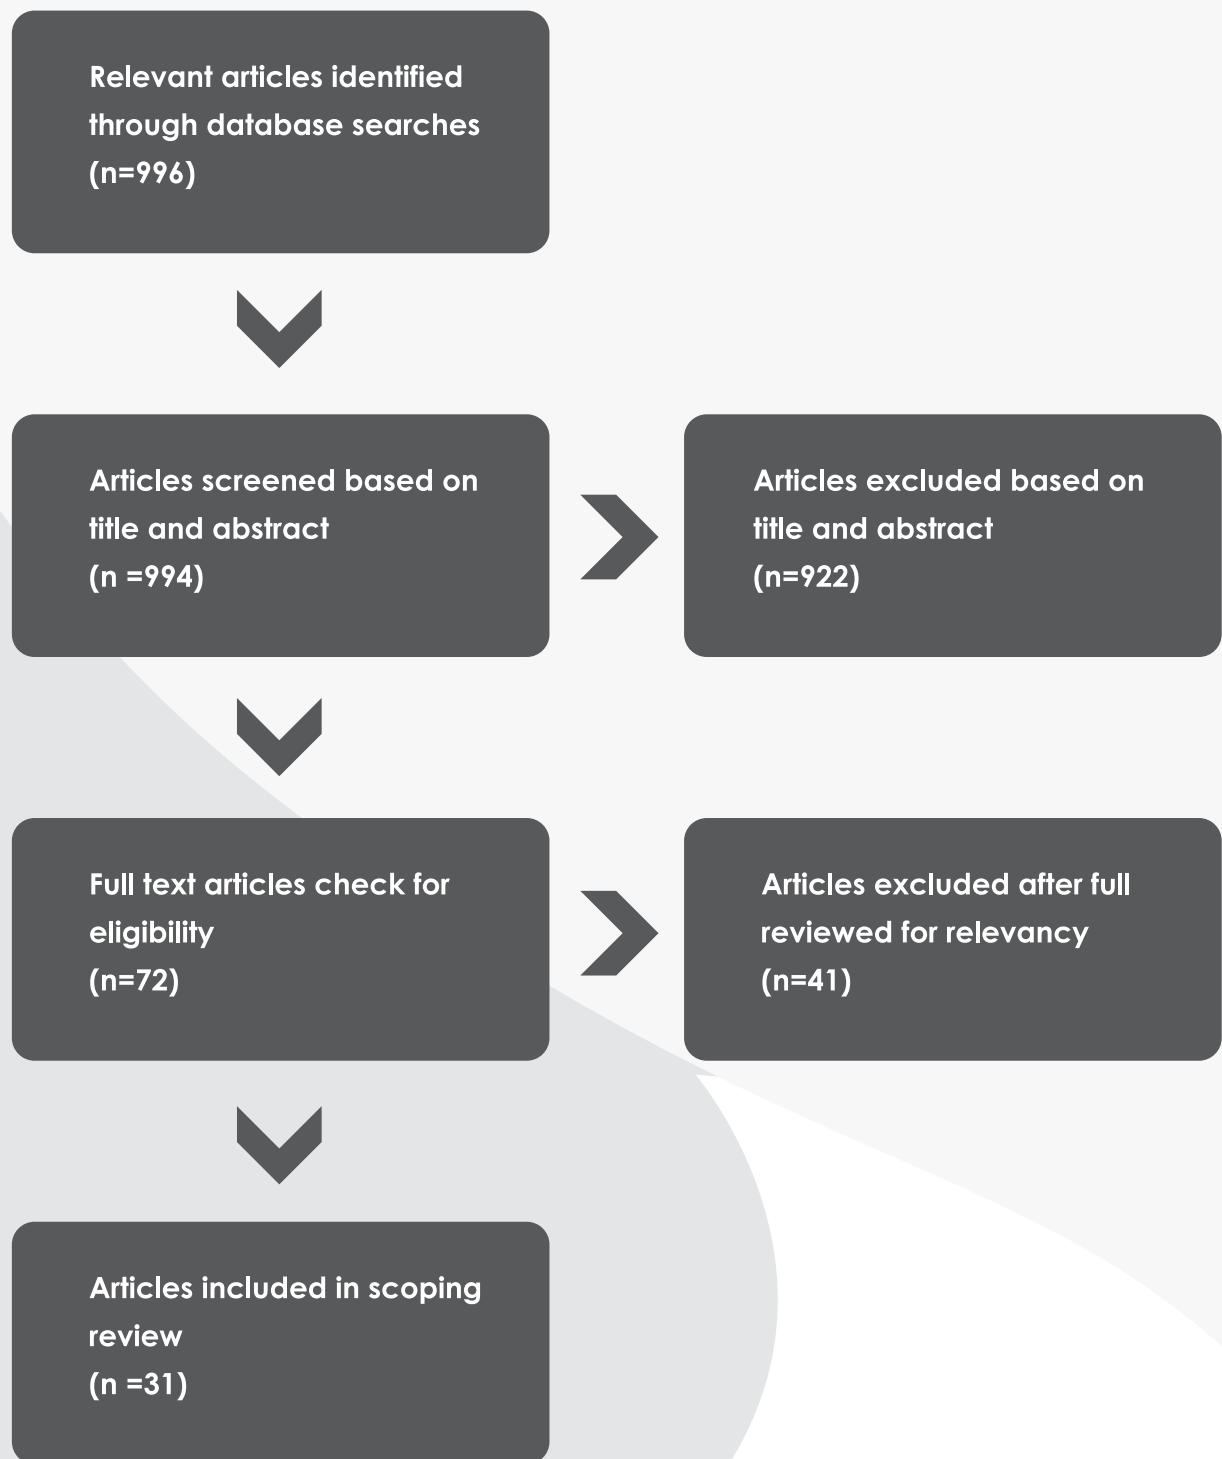 Relevant articles identified
through database searches
(n=996)
Articles screened based on
title and abstract
(n =994)
Articles excluded based on
title and abstract
(n=922)
Full text articles check for
eligibility
(n=72)
Articles excluded after full
reviewed for relevancy
(n=41)
Articles included in scoping
review
(n =31)